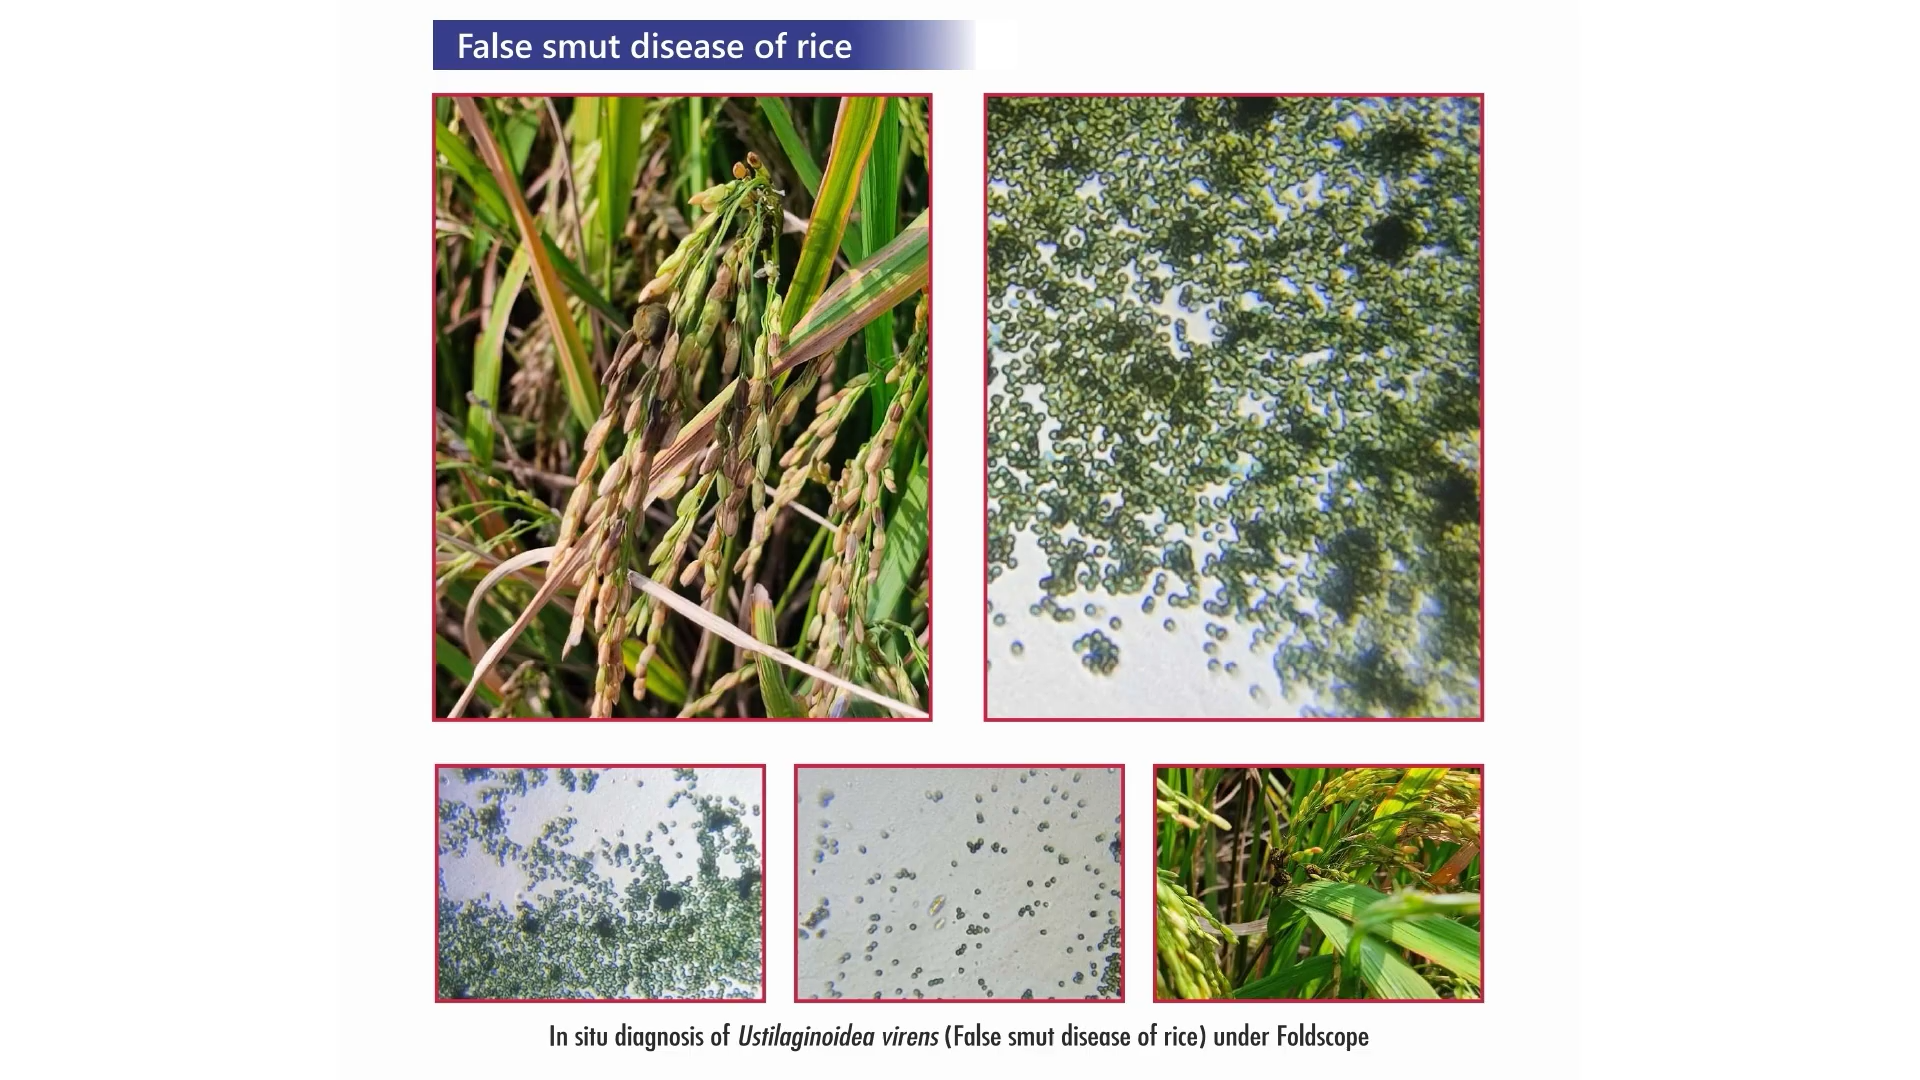 False smut disease of rice
In situ diagnosis of Ustilaginoidea virens (False smut disease of rice) under Foldscope